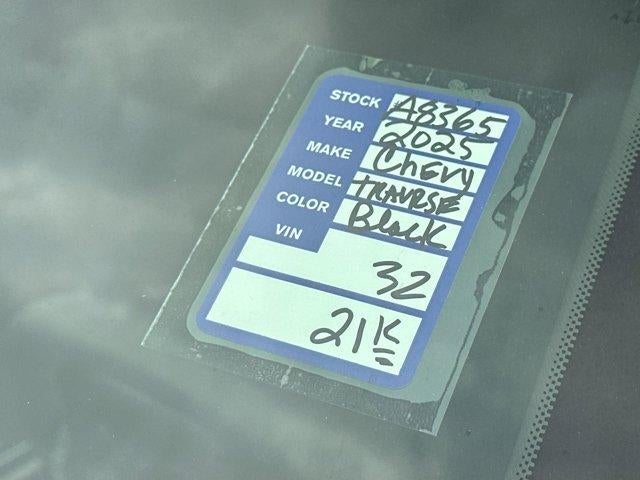 STOCK A8365
YEAR 2025
MAKE ChEVy
MODEL tRAVRSE
COLOR Black
VIN
32
21K